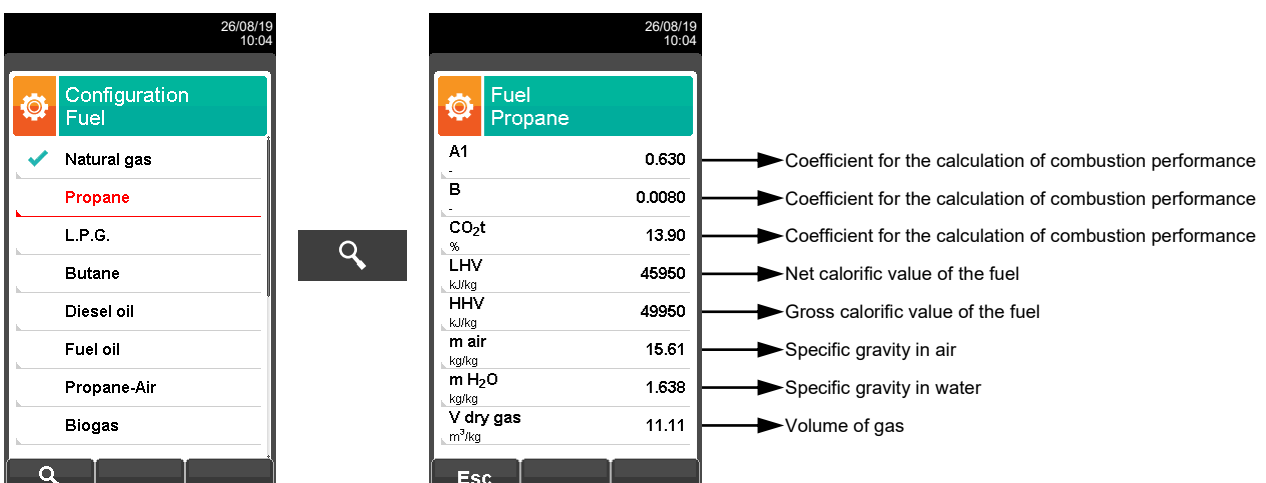 26/08/19
10:04
Configuration
Fuel
Natural gas
Propane
L.P.G.
Butane
Diesel oil
Fuel oil
Propane-Air
Biogas
26/08/19
10:04
Fuel
Propane
A1 0.630 Coefficient for the calculation of combustion performance
-
B 0.0080 Coefficient for the calculation of combustion performance
-
CO₂t 13.90 Coefficient for the calculation of combustion performance
%
LHV 45950 Net calorific value of the fuel
kJ/kg
HHV 49950 Gross calorific value of the fuel
kJ/kg
m air 15.61 Specific gravity in air
kg/kg
m H₂O 1.638 Specific gravity in water
kg/kg
V dry gas 11.11 Volume of gas
m³/kg
Esc